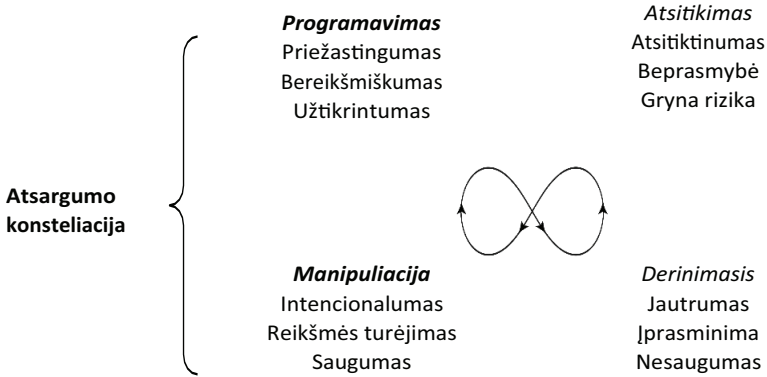 Programavimas
Priežastingumas
Bereikšmiškumas
Užtikrintumas
Atsitikimas
Atsitiktinumas
Beprasmybė
Gryna rizika
Atsargumo
konsteliacija
Manipuliacija
Intencionalumas
Reikšmės turėjimas
Saugumas
Derinimasis
Jautrumas
Įprasminima
Nesaugumas